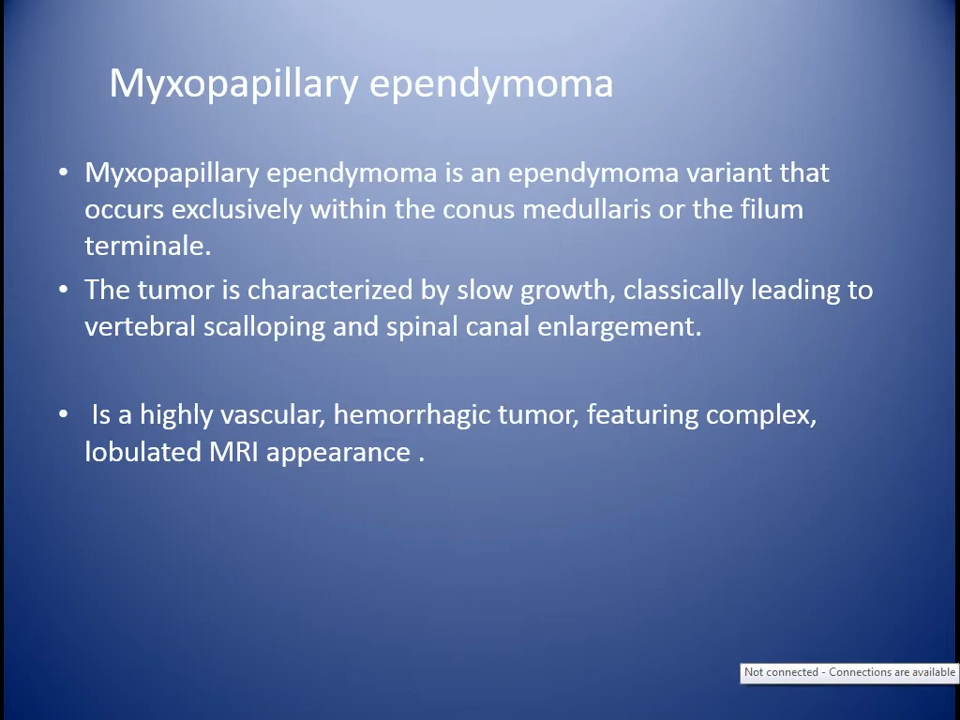 Myxopapillary ependymoma
• Myxopapillary ependymoma is an ependymoma variant that
occurs exclusively within the conus medullaris or the filum
terminale.
• The tumor is characterized by slow growth, classically leading to
vertebral scalloping and spinal canal enlargement.
• Is a highly vascular, hemorrhagic tumor, featuring complex,
lobulated MRI appearance .
Not connected - Connections are available